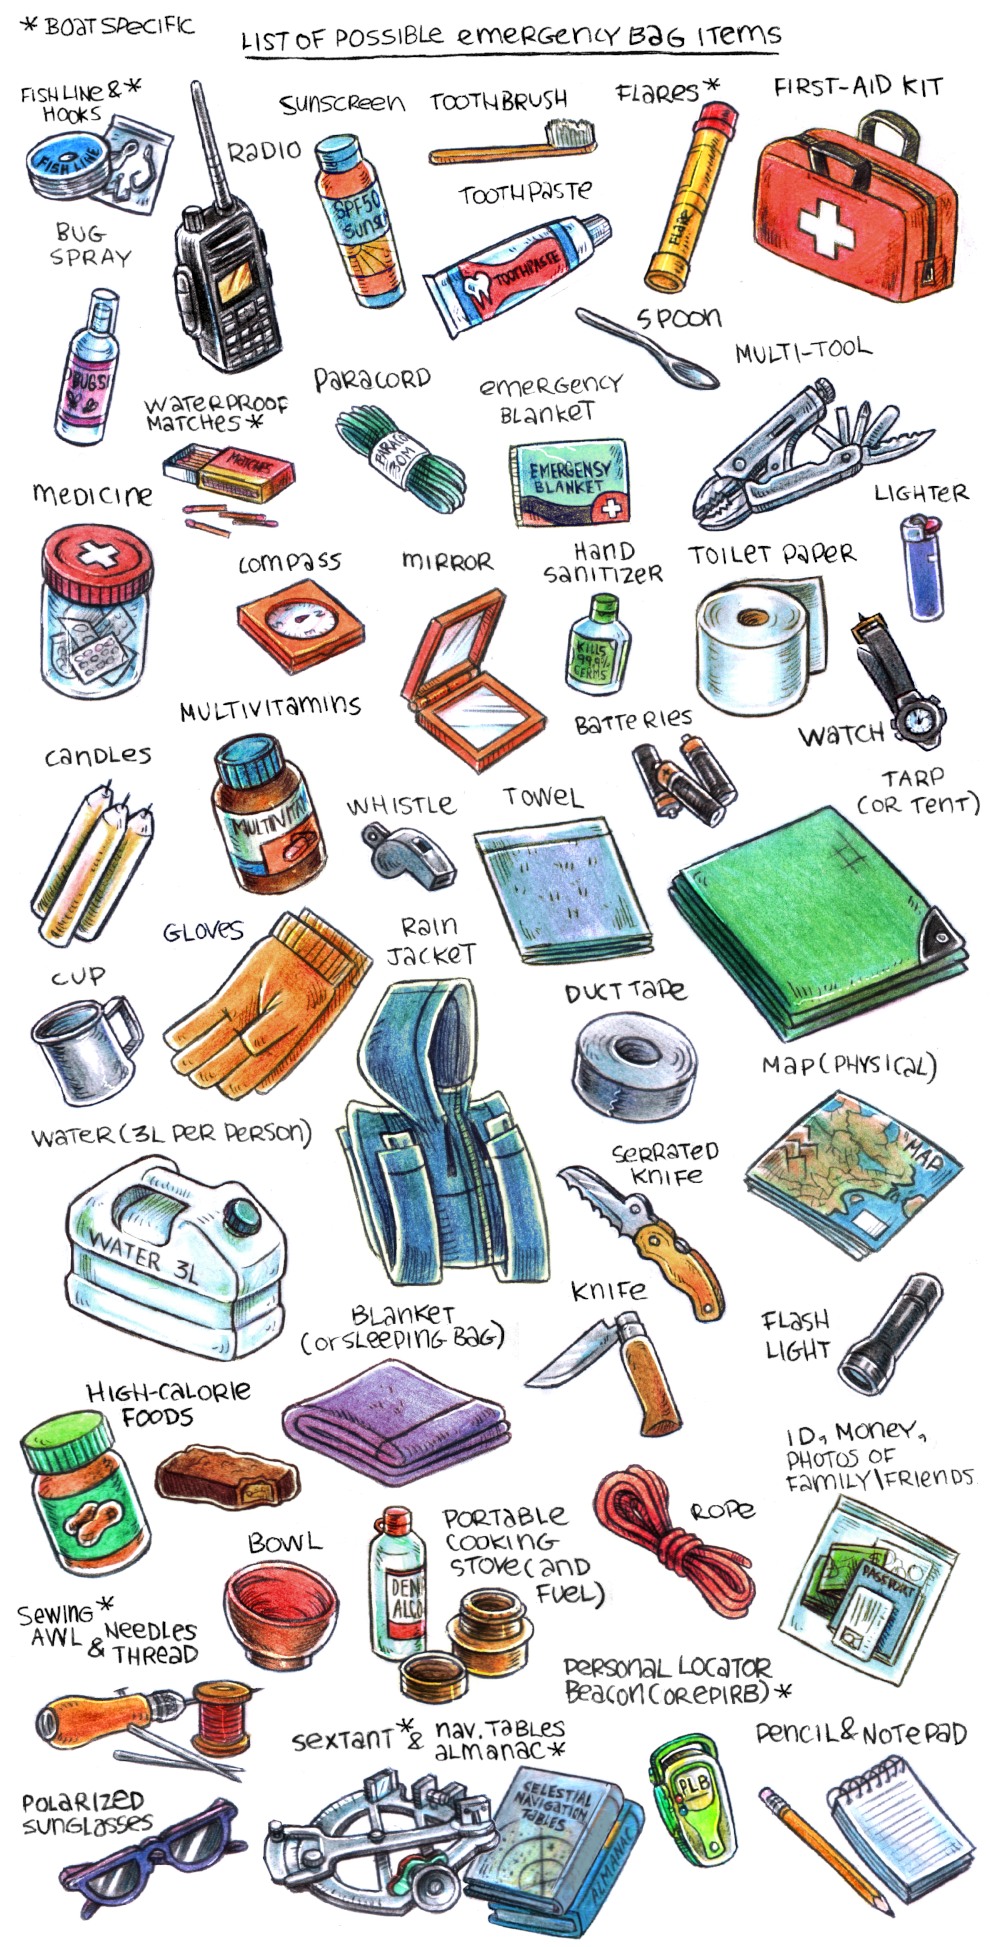 * BOAT SPECIFIC
LIST OF POSSIBLE EMERGENCY BAG ITEMS
FISH LINE & *
HOOKS
FISH LINE
RADIO
SUNSCREEN
SPF50
TOOTHBRUSH
TOOTHPASTE
TOOTHPASTE
FLARES *
Flare
FIRST-AID KIT
BUG
SPRAY
BUGS!
SPOON
MULTI-TOOL
WATERPROOF
MATCHES *
MATCHES
PARACORD
PARACO
30M
EMERGENCY
BLANKET
EMERGENSY
BLANKET
LIGHTER
MEDICINE
COMPASS
MIRROR
HAND
SANITIZER
KILLS
99.9%
GERMS
TOILET PAPER
WATCH
MULTIVITAMINS
MULTIVITA
BATTERIES
CANDLES
WHISTLE
TOWEL
TARP
(OR TENT)
GLOVES
RAIN
JACKET
CUP
DUCT TAPE
MAP (PHYSICAL)
MAP
WATER (3L PER PERSON)
WATER 3L
SERRATED
KNIFE
KNIFE
FLASH
LIGHT
BLANKET
(OR SLEEPING BAG)
HIGH-CALORIE
FOODS
ID, MONEY,
PHOTOS OF
FAMILY\FRIENDS
PASSPORT
BOWL
PORTABLE
COOKING
STOVE (AND
FUEL)
DEN
ALCO
ROPE
SEWING *
AWL NEEDLES
& THREAD
PERSONAL LOCATOR
BEACON (OR EPIRB) *
PLB
SEXTANT * & NAV. TABLES
ALMANAC *
CELESTIAL
NAVIGATION
TABLES
ALMANAC
PENCIL & NOTEPAD
POLARIZED
SUNGLASSES